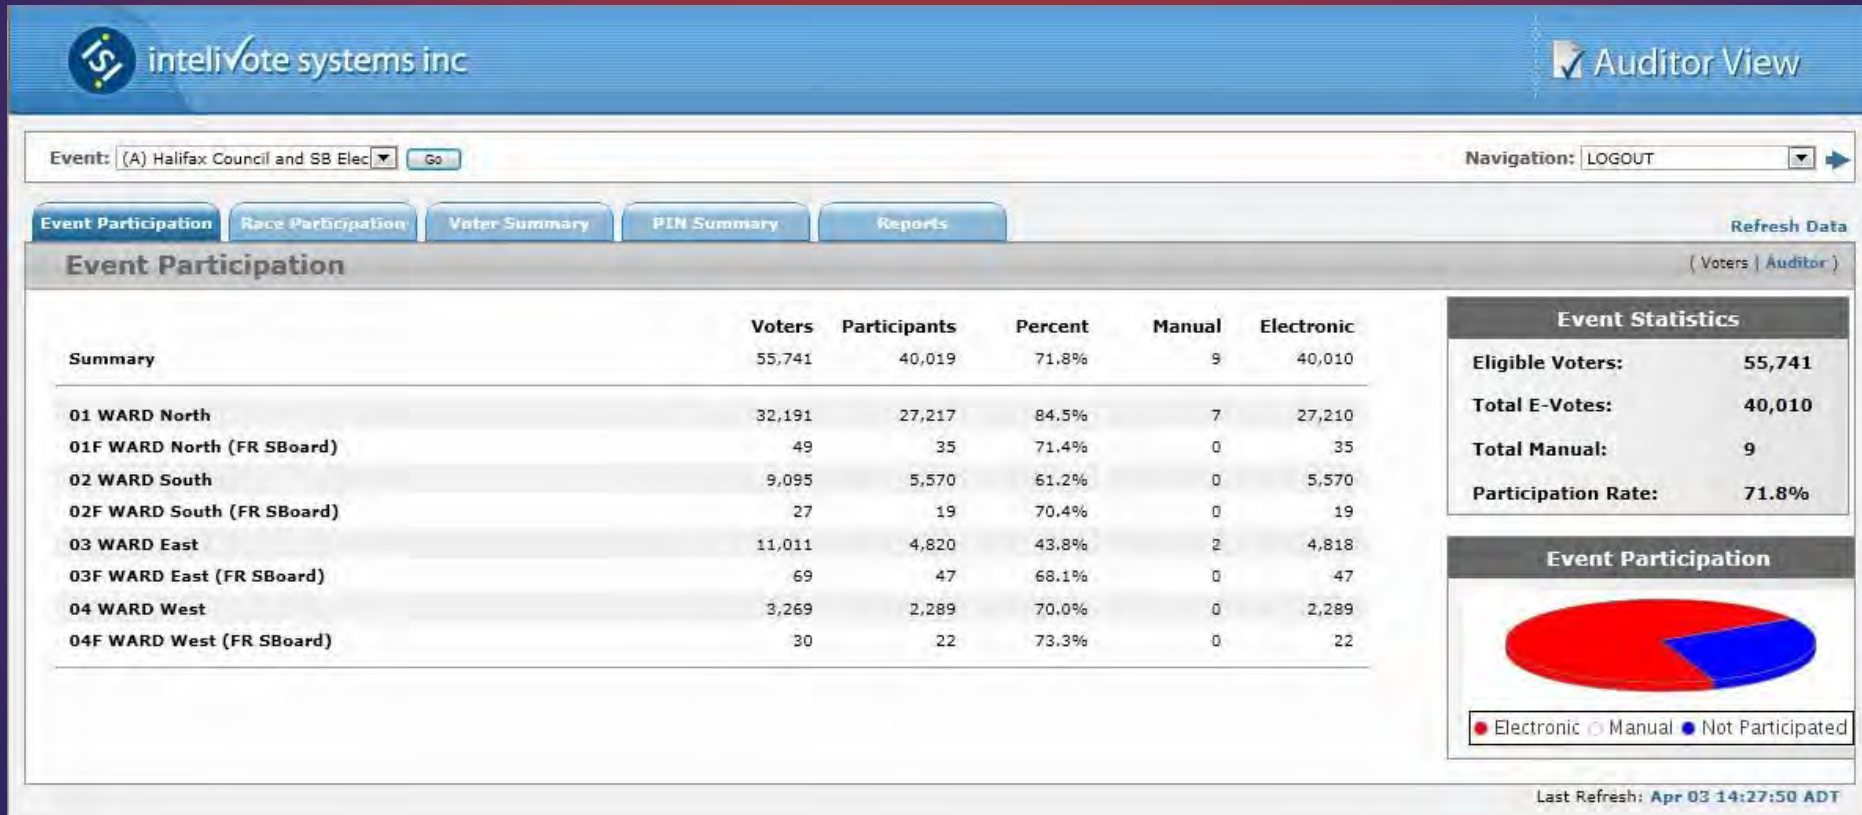 ISI intelivote systems inc
Auditor View
Event: (A) Halifax Council and SB Elec Go
Navigation: LOGOUT
Event Participation Race Participation Voter Summary PIN Summary Reports
Refresh Data
Event Participation
( Voters | Auditor )
Voters Participants Percent Manual Electronic
Summary 55,741 40,019 71.8% 9 40,010
01 WARD North 32,191 27,217 84.5% 7 27,210
01F WARD North (FR SBoard) 49 35 71.4% 0 35
02 WARD South 9,095 5,570 61.2% 0 5,570
02F WARD South (FR SBoard) 27 19 70.4% 0 19
03 WARD East 11,011 4,820 43.8% 2 4,818
03F WARD East (FR SBoard) 69 47 68.1% 0 47
04 WARD West 3,269 2,289 70.0% 0 2,289
04F WARD West (FR SBoard) 30 22 73.3% 0 22
Event Statistics
Eligible Voters: 55,741
Total E-Votes: 40,010
Total Manual: 9
Participation Rate: 71.8%
Event Participation
Electronic Manual Not Participated
Last Refresh: Apr 03 14:27:50 ADT